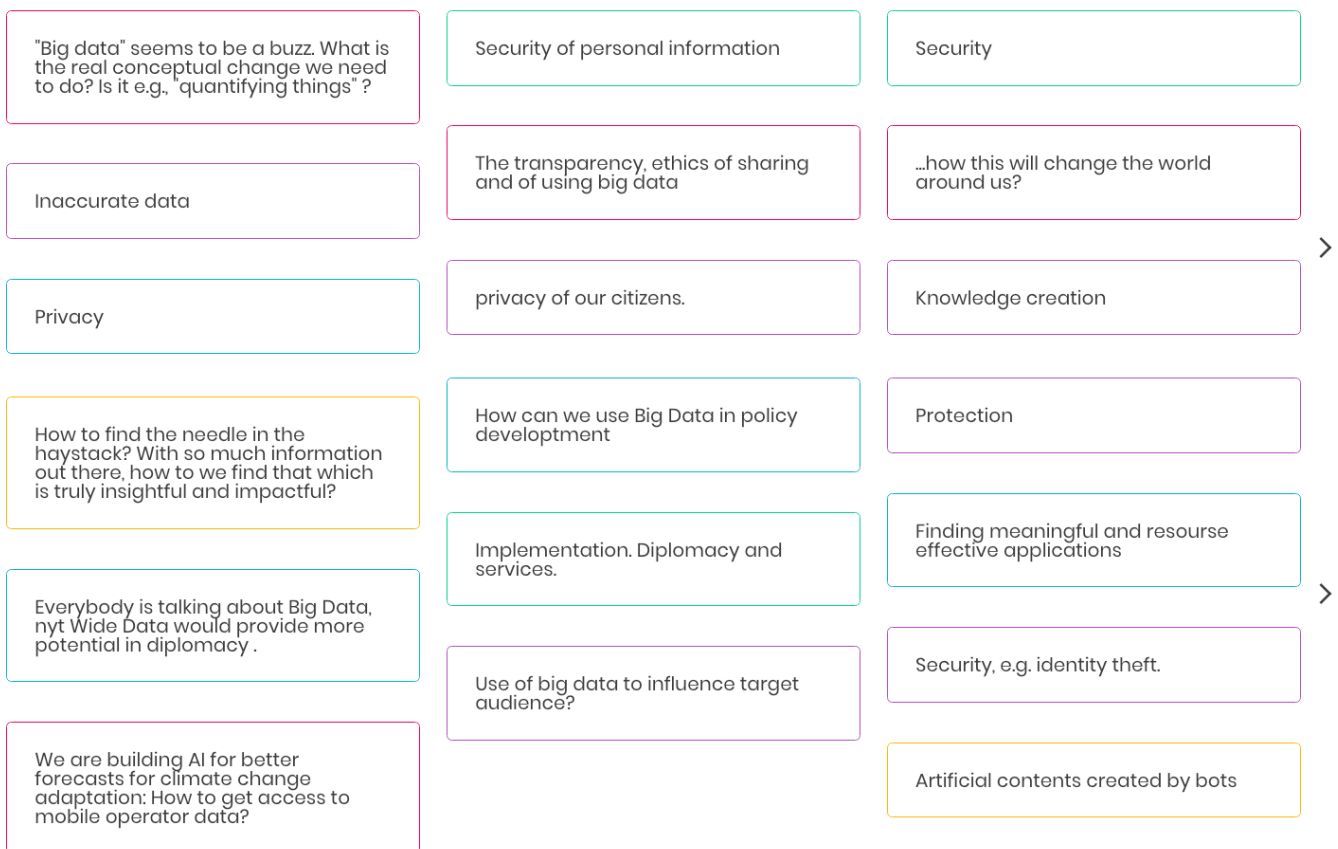 "Big data" seems to be a buzz. What is
the real conceptual change we need
to do? Is it e.g., "quantifying things" ?
Inaccurate data
Privacy
How to find the needle in the
haystack? With so much information
out there, how to we find that which
is truly insightful and impactful?
Everybody is talking about Big Data,
nyt Wide Data would provide more
potential in diplomacy .
We are building AI for better
forecasts for climate change
adaptation: How to get access to
mobile operator data?
Security of personal information
The transparency, ethics of sharing
and of using big data
privacy of our citizens.
How can we use Big Data in policy
developtment
Implementation. Diplomacy and
services.
Use of big data to influence target
audience?
Security
...how this will change the world
around us?
Knowledge creation
Protection
Finding meaningful and resourse
effective applications
Security, e.g. identity theft.
Artificial contents created by bots